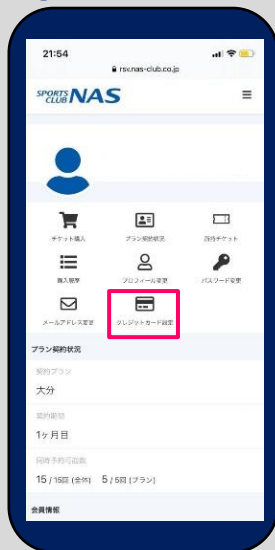 21:54
rsv.nas-club.co.jp
SPORTS CLUB NAS
チケット購入 プラン契約状況 招待チケット
購入履歴 プロフィール変更 パスワード変更
メールアドレス変更 クレジットカード設定
プラン契約状況
契約プラン
大分
契約期間
1ヶ月目
同時予約可能数
15 / 15回 (全体) 5 / 5回 (プラン)
会員情報